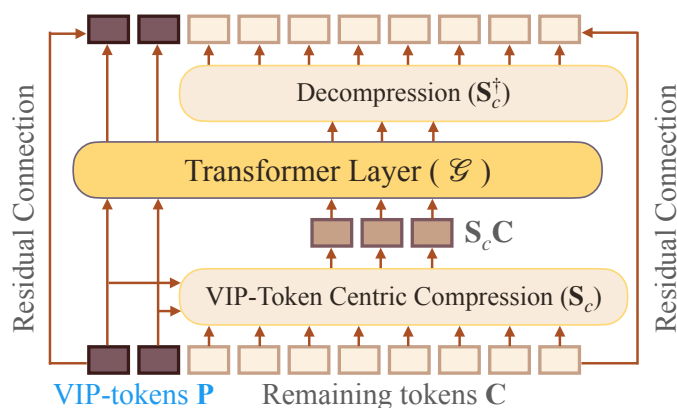 Decompression (S_c^†)
Transformer Layer ( 𝒢 )
S_cC
VIP-Token Centric Compression (S_c)
VIP-tokens P
Remaining tokens C
Residual Connection
Residual Connection